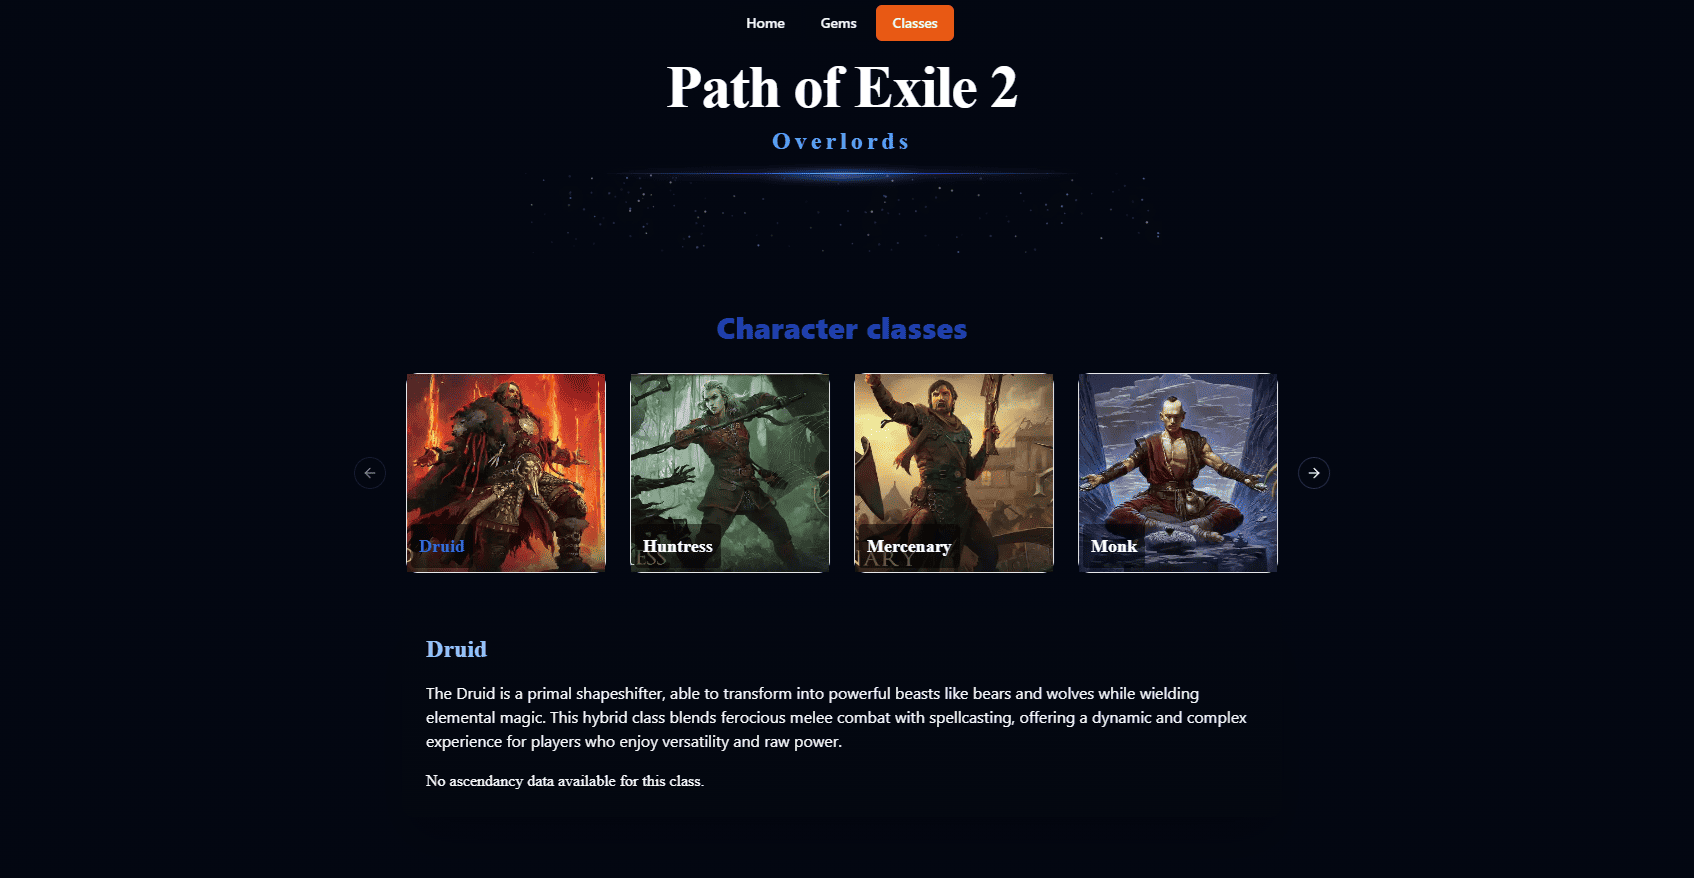 Home Gems Classes
Path of Exile 2
Overlords
Character classes
Druid Huntress Mercenary Monk
ESS NARY
Druid
The Druid is a primal shapeshifter, able to transform into powerful beasts like bears and wolves while wielding
elemental magic. This hybrid class blends ferocious melee combat with spellcasting, offering a dynamic and complex
experience for players who enjoy versatility and raw power.
No ascendancy data available for this class.